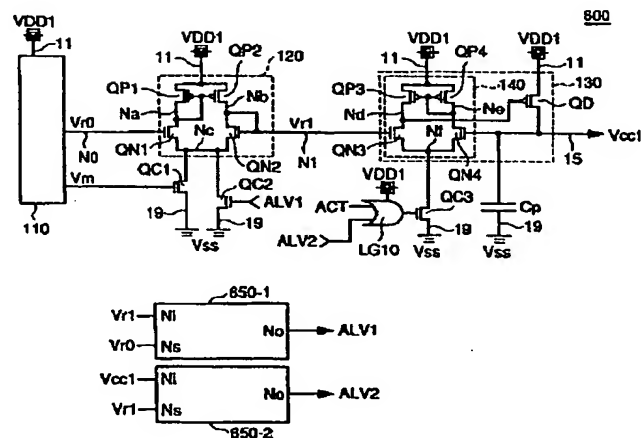 800
VDD1
VDD1
VDD1
VDD1
11
QP2
120
11
QP4
11
QP1
QP3
140
130
Na
Nb
Nd
Ne
QD
Vr0
Nc
Vr1
Nf
Vcc1
N0
QN1
QN2
N1
QN3
QN4
15
Vm
QC1
QC2
VDD1
ALV1
ACT
QC3
Cp
110
19
19
ALV2
19
19
Vss
LG10
Vss
Vss
850-1
Vr1
Ni
No
ALV1
Vr0
Ns
Vcc1
Ni
No
ALV2
Vr1
Ns
850-2